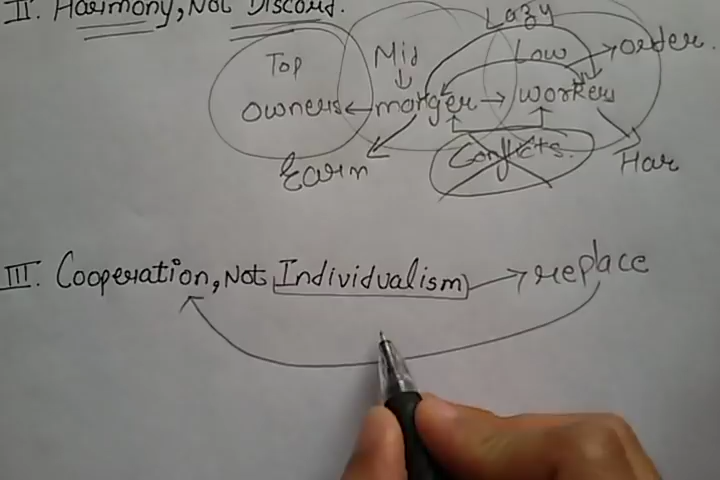 II. Harmony, Not Discord.
Lazy
Top Mid Low order.
owners manger workers
Earn Conflicts. Har
III. Cooperation, Not Individualism replace